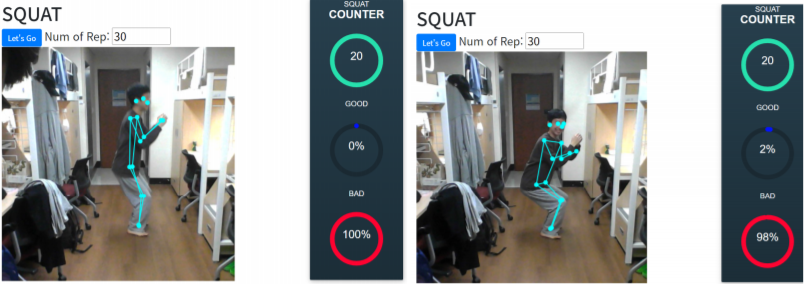 SQUAT
Let's Go Num of Rep: 30
SQUAT
COUNTER
20
GOOD
0%
BAD
100%
SQUAT
Let's Go Num of Rep: 30
SQUAT
COUNTER
20
GOOD
2%
BAD
98%